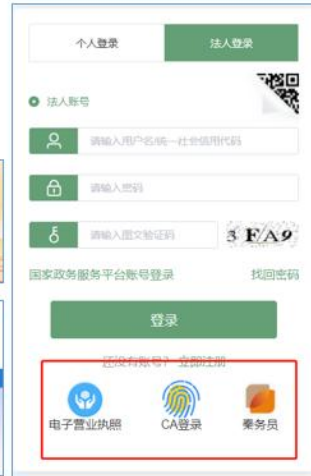 个人登录 法人登录
法人账号
请输入用户名/统一社会信用代码
请输入密码
请输入图文验证码 3 F A 9
国家政务服务平台账号登录 找回密码
登录
还没有账号? 立即注册
电子营业执照 CA登录 秦务员